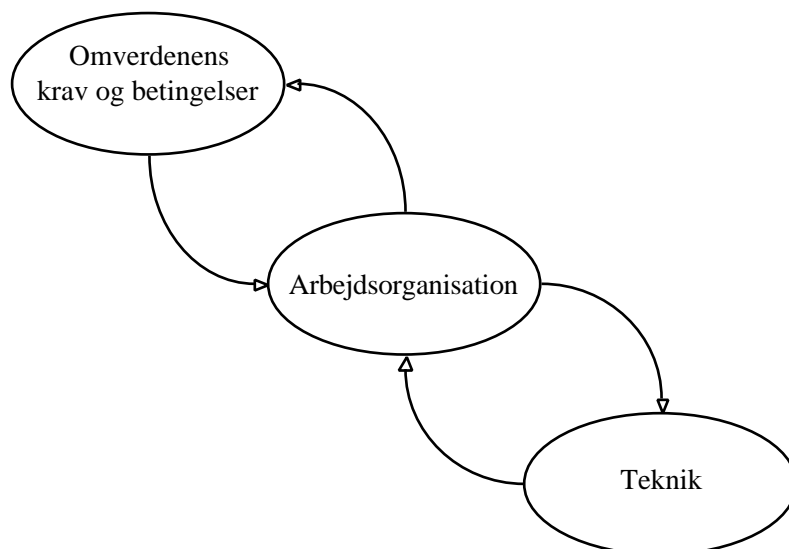 Omverdenens
krav og betingelser
Arbejdsorganisation
Teknik